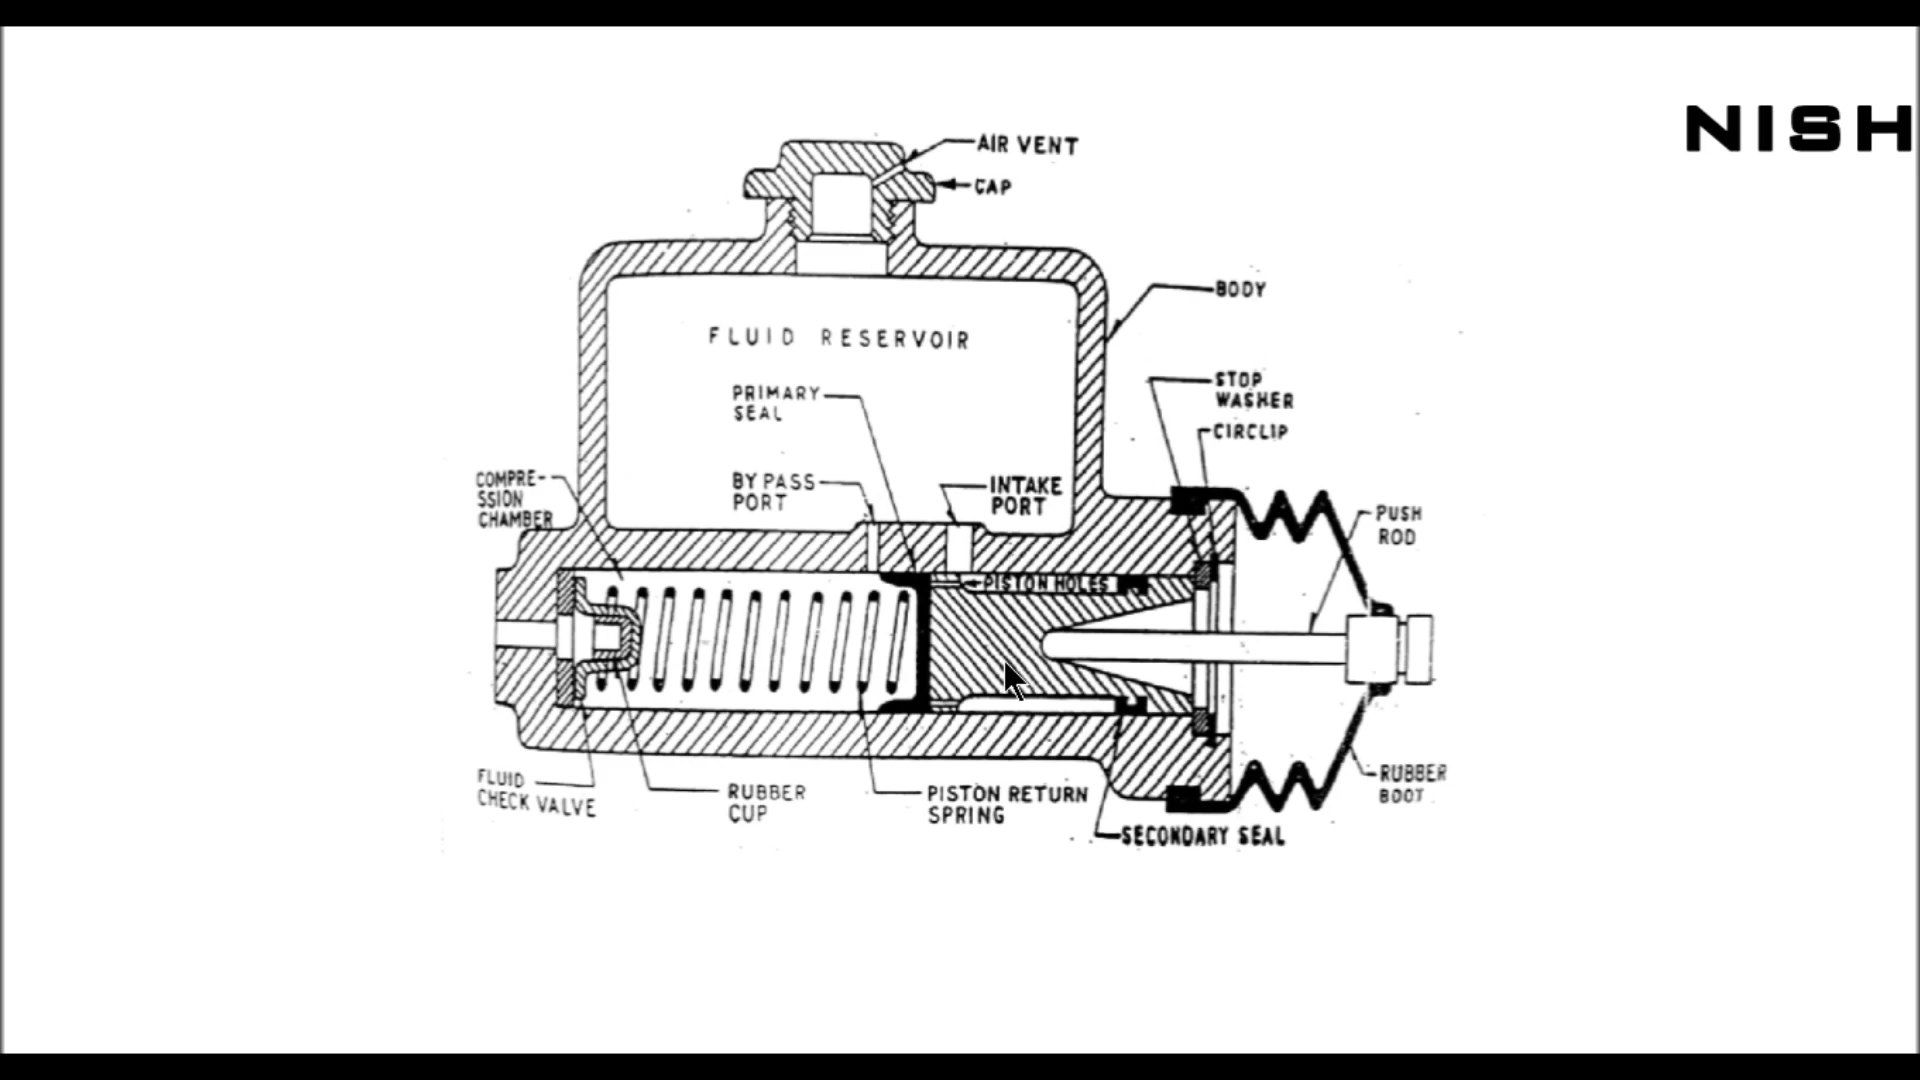 NISH
AIR VENT
CAP
BODY
FLUID RESERVOIR
STOP
WASHER
PRIMARY
SEAL
CIRCLIP
COMPRE-
SSION
CHAMBER
BY PASS
PORT
INTAKE
PORT
PUSH
ROD
PISTON HOLES
FLUID
CHECK VALVE
RUBBER
CUP
PISTON RETURN
SPRING
RUBBER
BOOT
SECONDARY SEAL